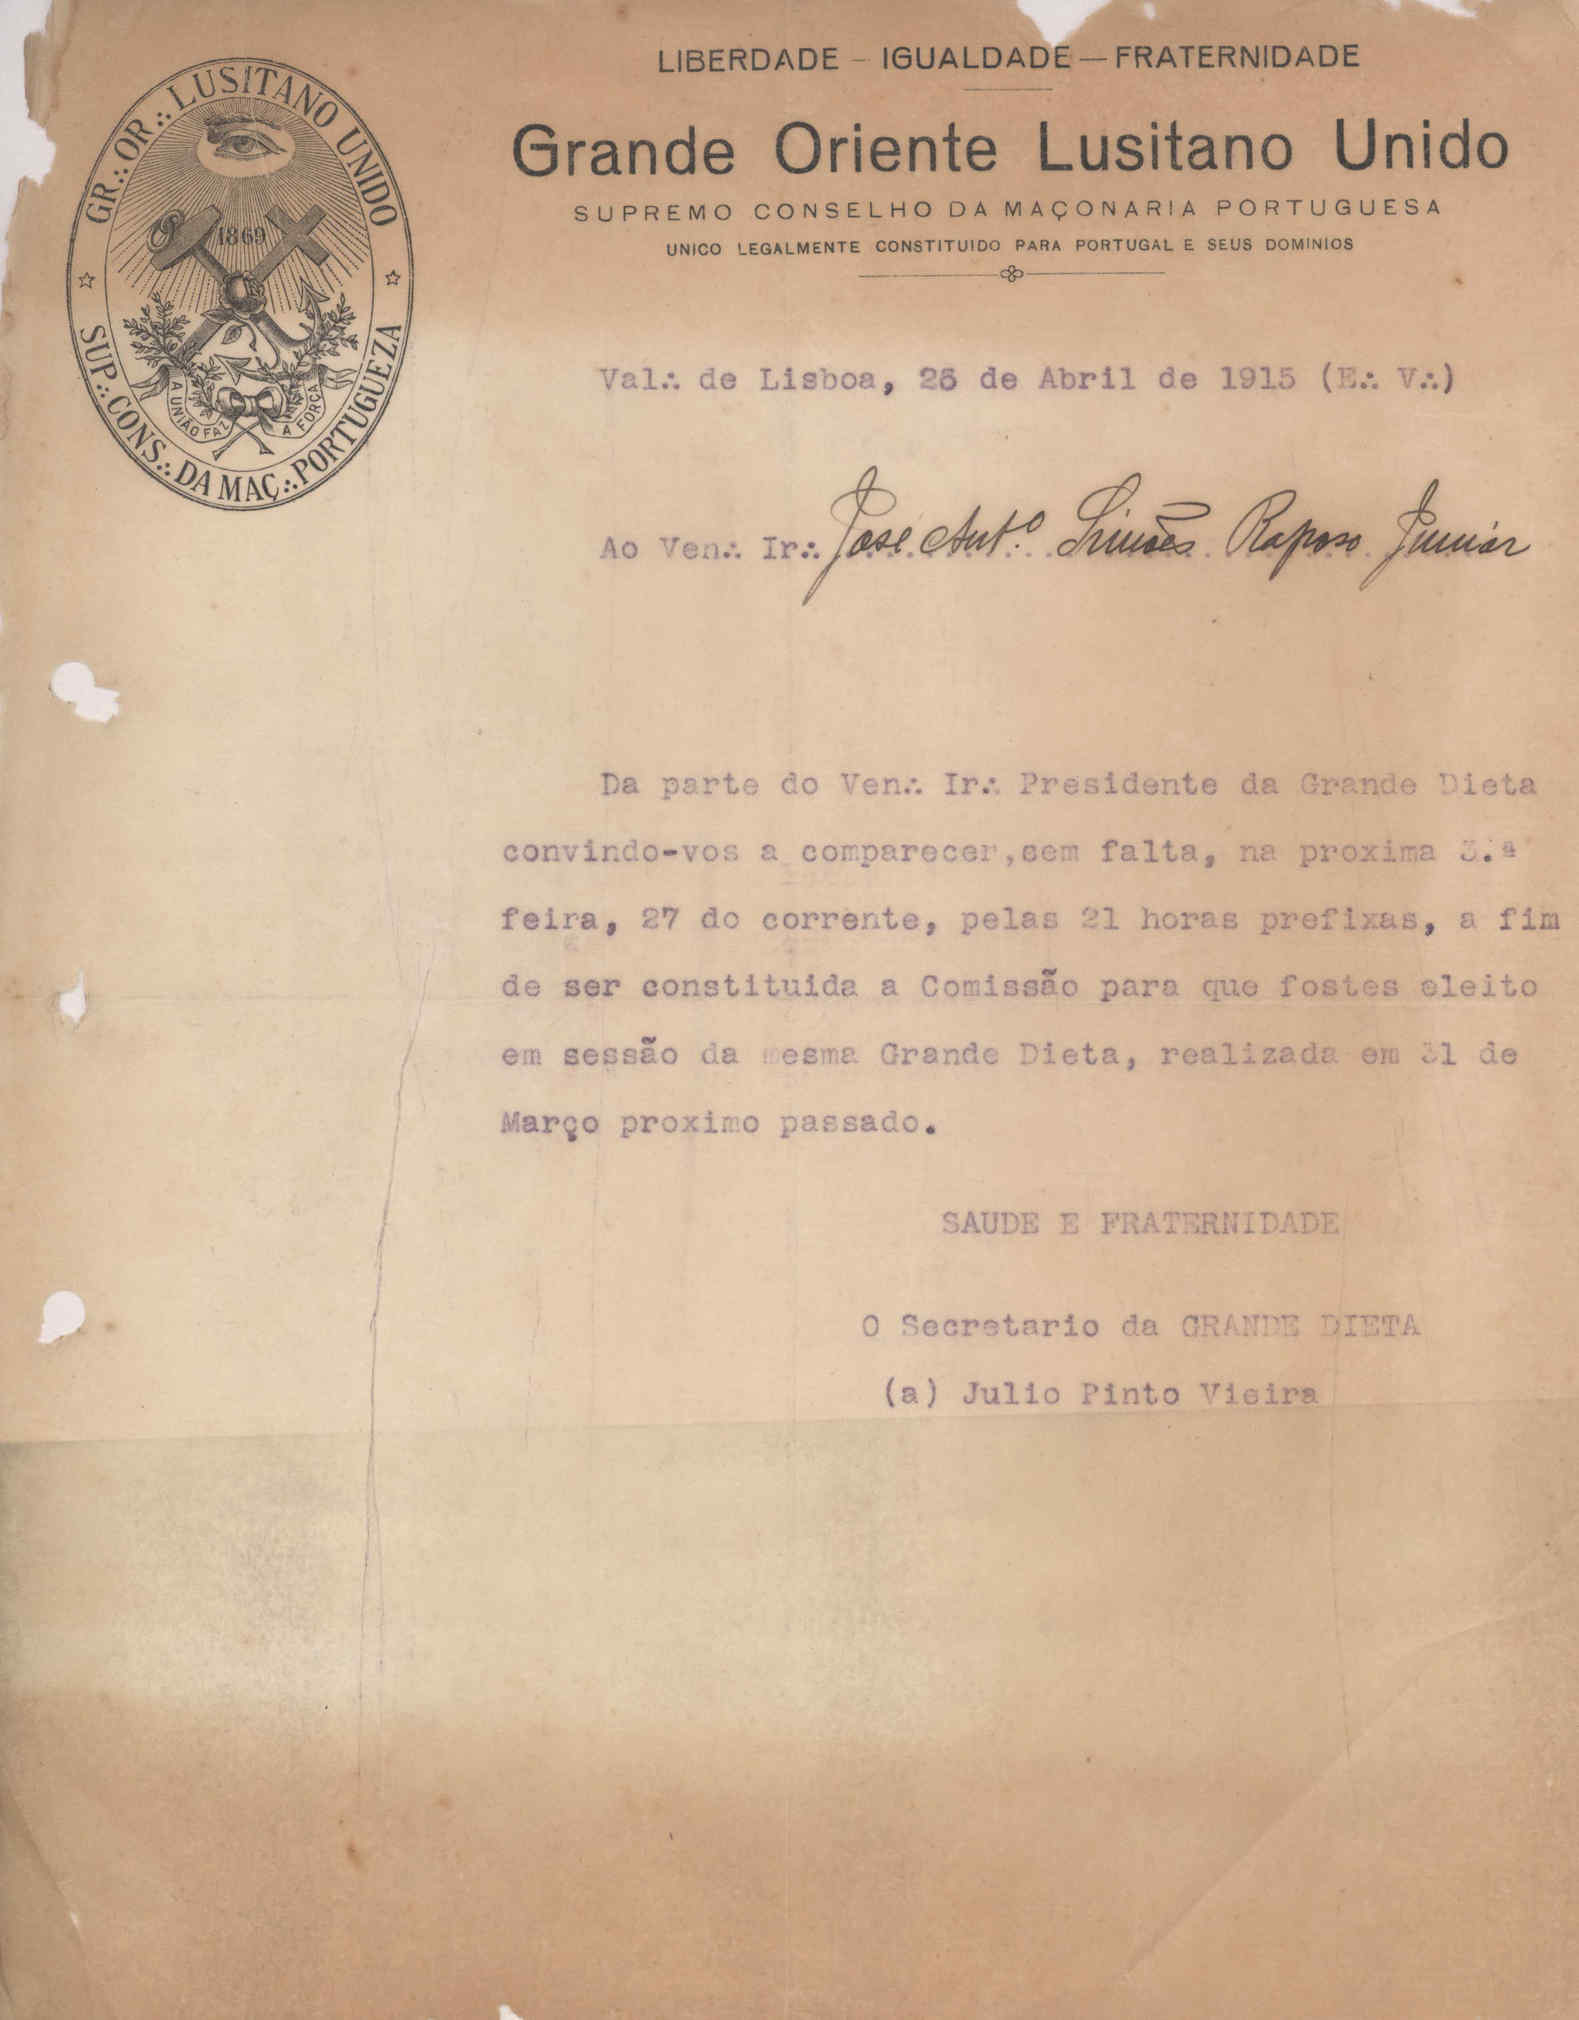 LIBERDADE - IGUALDADE — FRATERNIDADE
Grande Oriente Lusitano Unido
SUPREMO CONSELHO DA MAÇONARIA PORTUGUESA
UNICO LEGALMENTE CONSTITUIDO PARA PORTUGAL E SEUS DOMINIOS
GR∴ OR∴ LUSITANO UNIDO
1869
A UNIÃO FAZ A FORÇA
SUP∴ CONS∴ DA MAÇ∴ PORTUGUEZA
Val∴ de Lisboa, 26 de Abril de 1915 (E∴ V∴)
Ao Ven∴ Ir∴ José Antº. Simões Raposo Junior
Da parte do Ven∴ Ir∴ Presidente da Grande Dieta
convindo-vos a comparecer,sem falta, na proxima 3.ª
feira, 27 do corrente, pelas 21 horas prefixas, a fim
de ser constituida a Comissão para que fostes eleito
em sessão da mesma Grande Dieta, realizada em 31 de
Março proximo passado.
SAUDE E FRATERNIDADE
O Secretario da GRANDE DIETA
(a) Julio Pinto Vieira